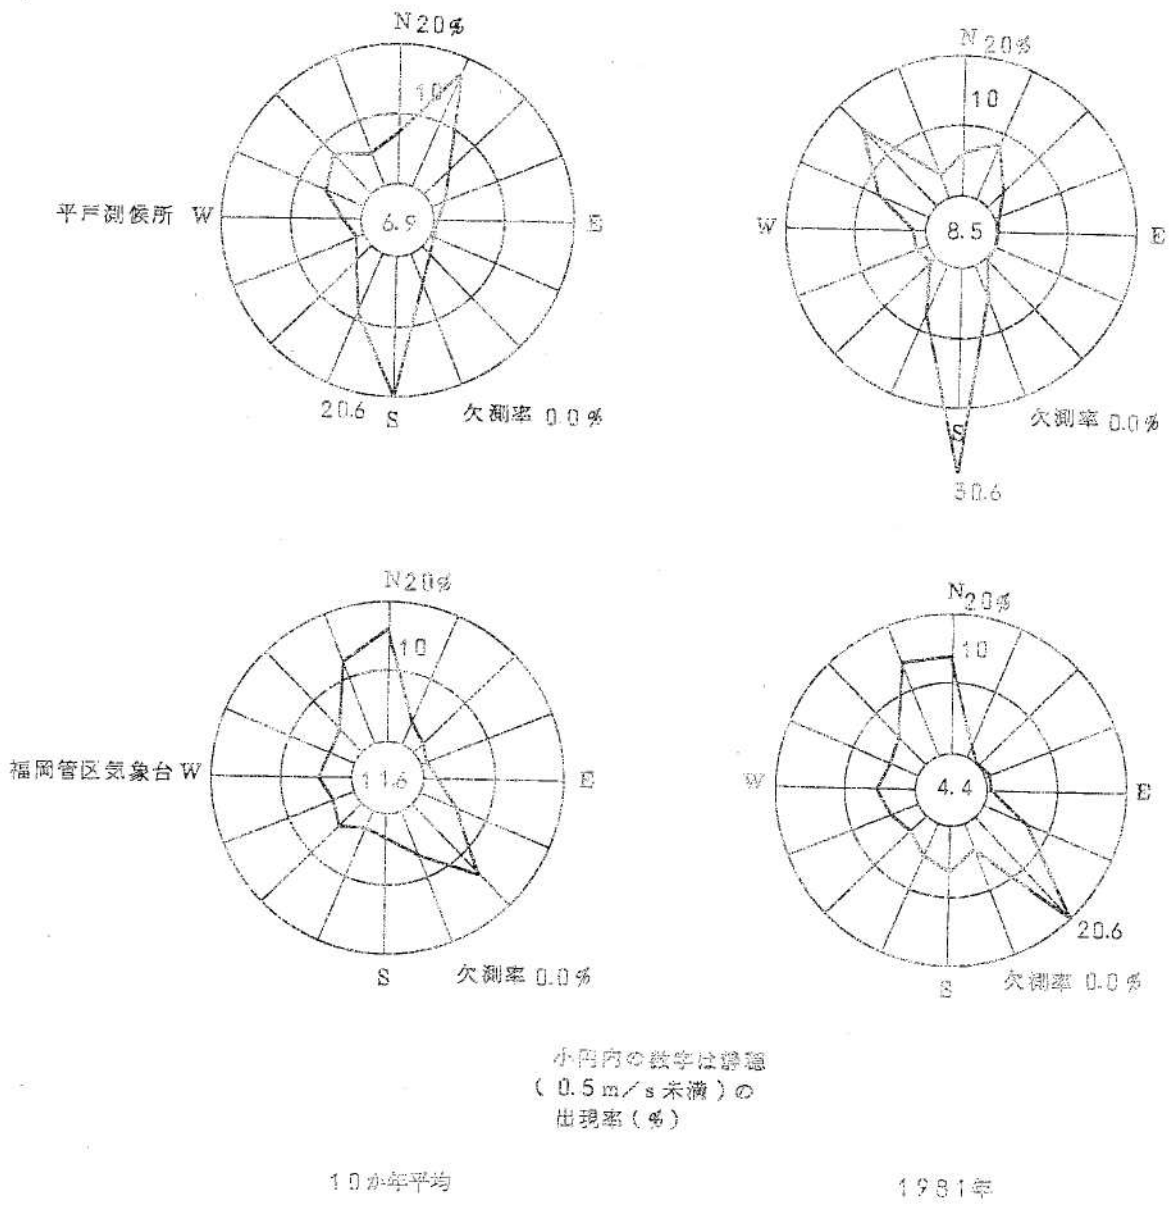 N 20%
10
平戸測候所 W
6.9
E
20.6
S
欠測率 0.0%
N 20%
10
W
8.5
E
S
欠測率 0.0%
30.6
N 20%
10
福岡管区気象台 W
11.6
E
S
欠測率 0.0%
N 20%
10
W
4.4
E
20.6
S
欠測率 0.0%
小円内の数字は静穏
(0.5m/s未満)の
出現率(%)
10か年平均
1981年